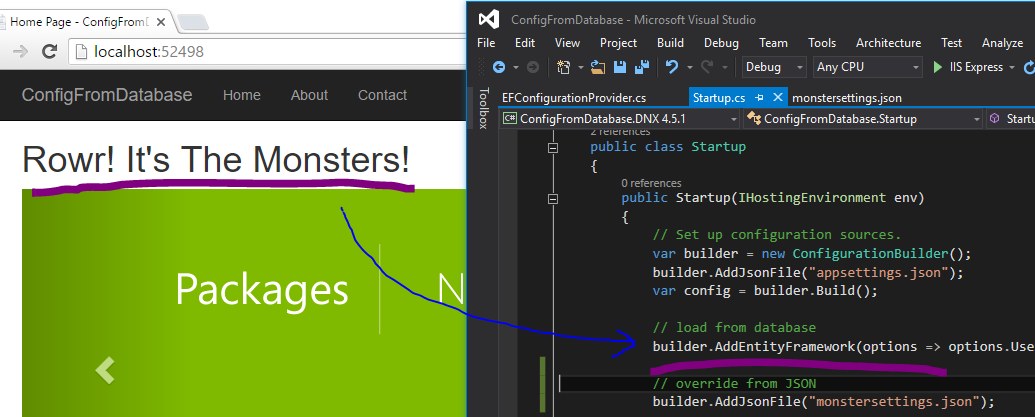 Home Page - ConfigFromD
localhost:52498
ConfigFromDatabase Home About Contact
Rowr! It's The Monsters!
Packages N
ConfigFromDatabase - Microsoft Visual Studio
File Edit View Project Build Debug Team Tools Architecture Test Analyze
Debug Any CPU IIS Express
Toolbox
EFConfigurationProvider.cs Startup.cs monstersettings.json
C# ConfigFromDatabase.DNX 4.5.1 ConfigFromDatabase.Startup Startu
2 references
public class Startup
{
0 references
public Startup(IHostingEnvironment env)
{
// Set up configuration sources.
var builder = new ConfigurationBuilder();
builder.AddJsonFile("appsettings.json");
var config = builder.Build();
// load from database
builder.AddEntityFramework(options => options.Use
// override from JSON
builder.AddJsonFile("monstersettings.json");